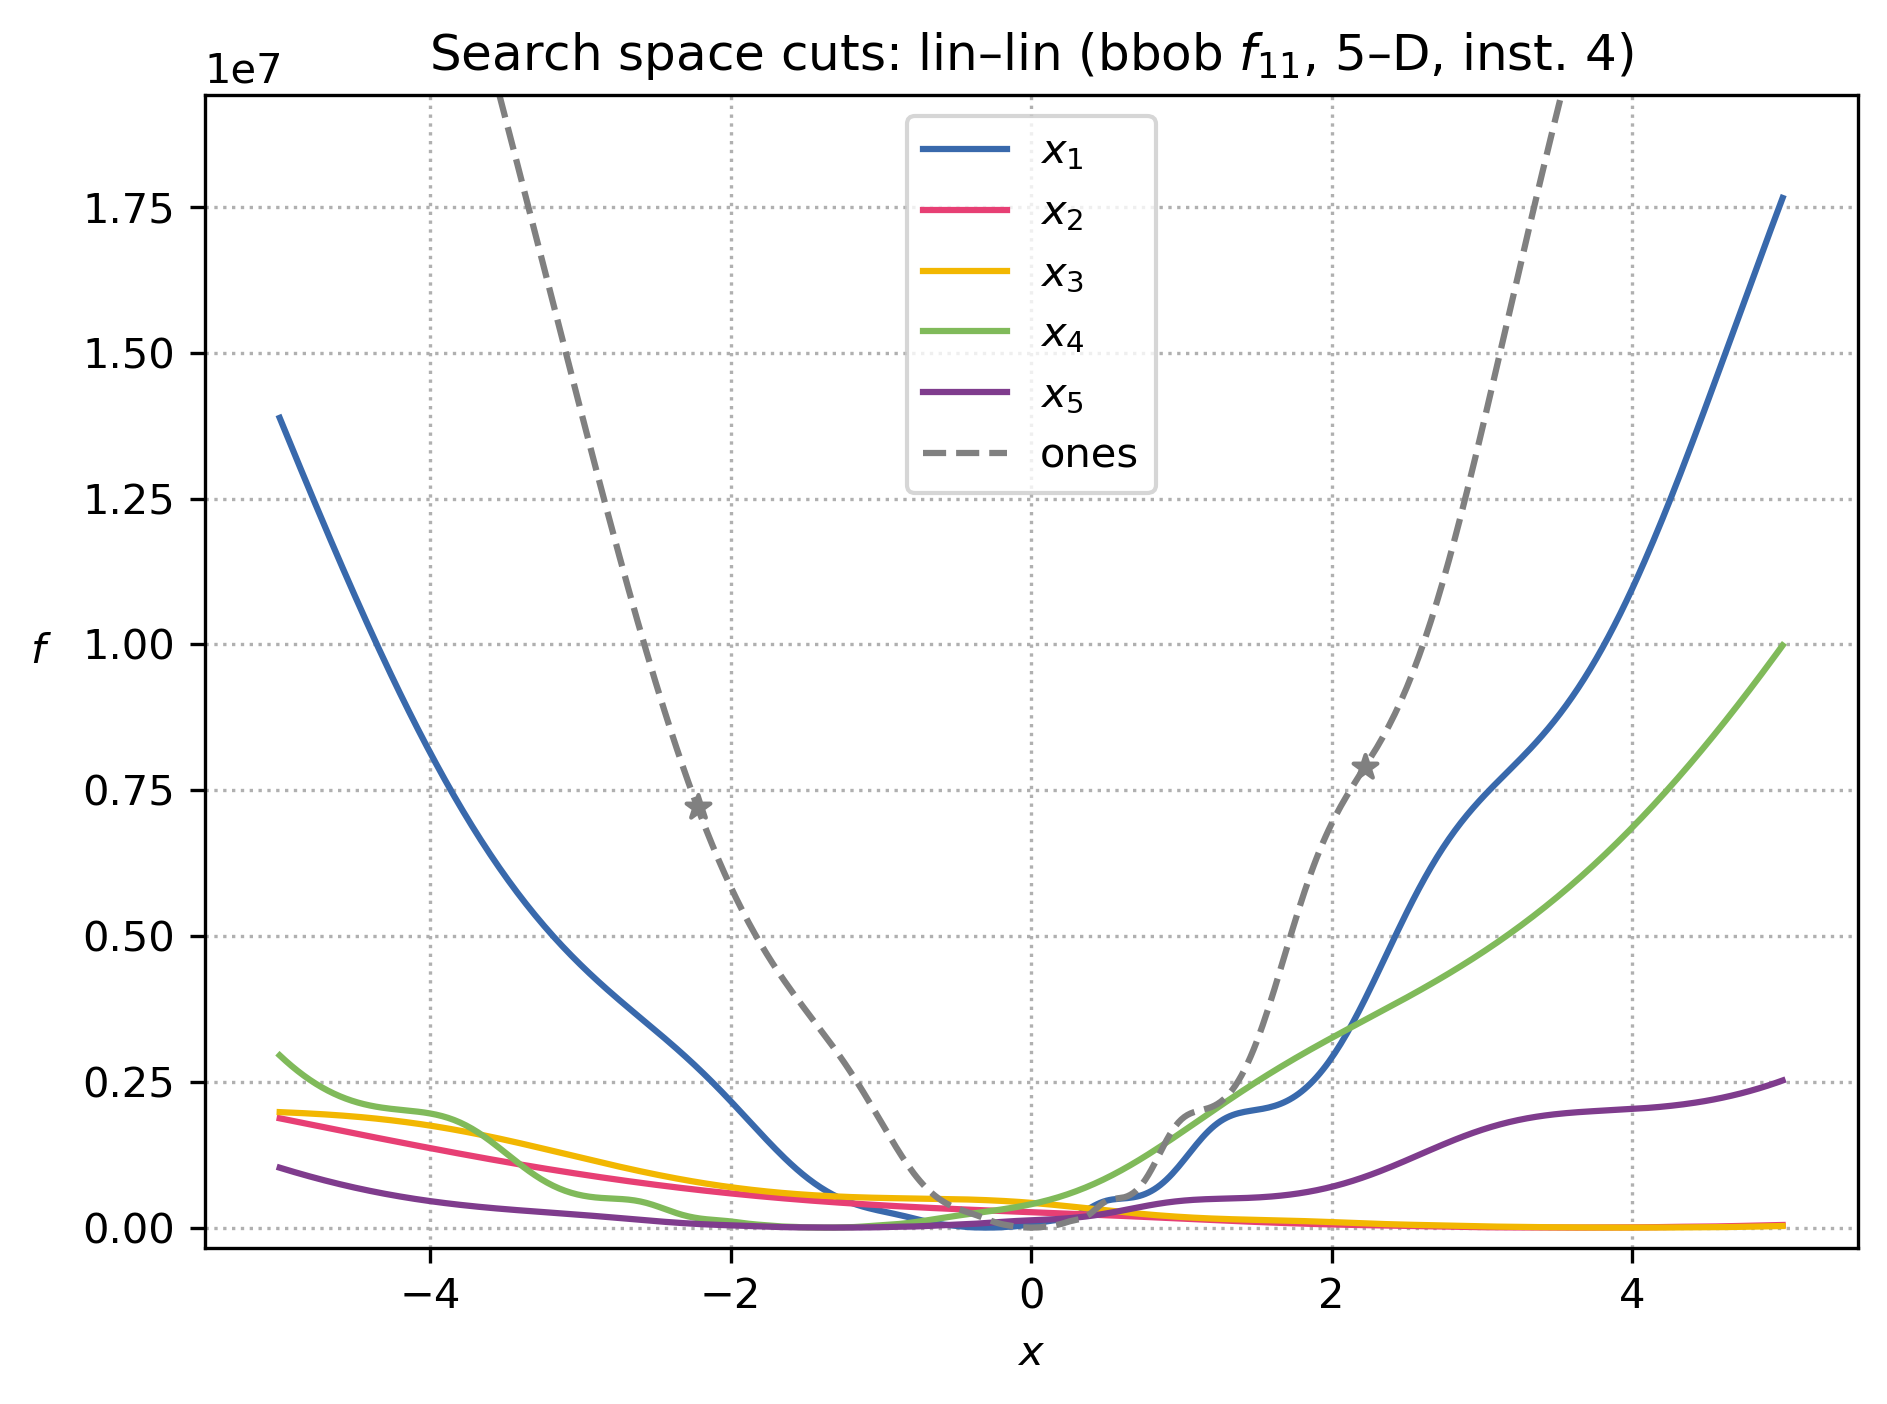 Search space cuts: lin–lin (bbob f₁₁, 5–D, inst. 4)
1e7
x₁
x₂
x₃
x₄
x₅
ones
1.75
1.50
1.25
1.00
0.75
0.50
0.25
0.00
f
−4 −2 0 2 4
x